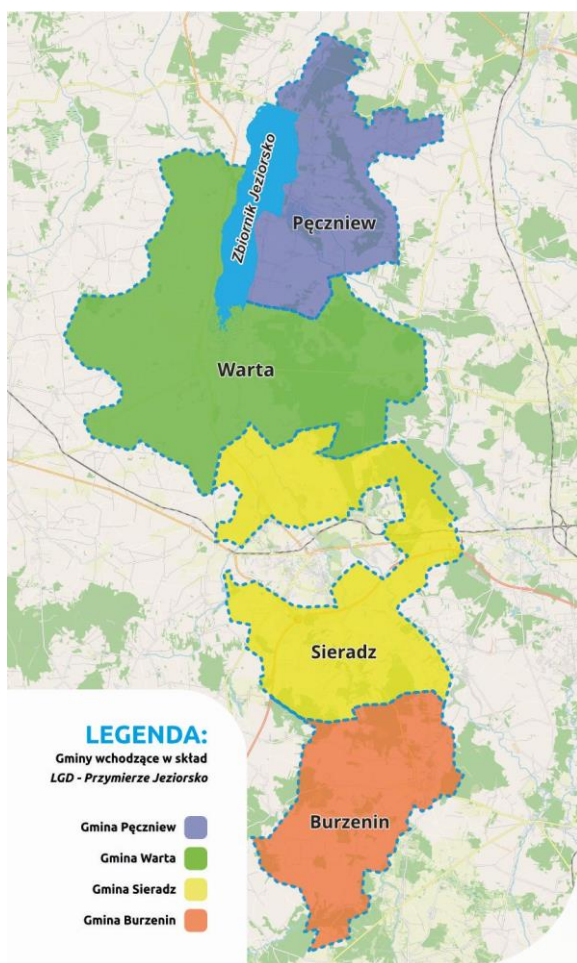 Zbiornik Jeziorsko
Pęczniew
Warta
Sieradz
Burzenin
LEGENDA:
Gminy wchodzące w skład
LGD - Przymierze Jeziorsko
Gmina Pęczniew
Gmina Warta
Gmina Sieradz
Gmina Burzenin